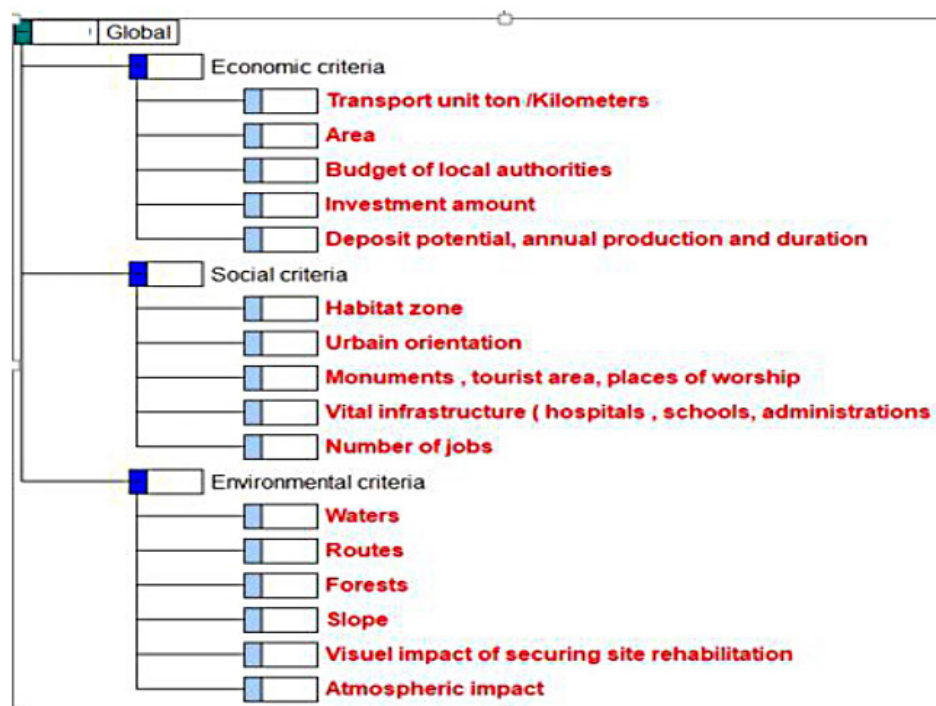 Global
Economic criteria
Transport unit ton /Kilometers
Area
Budget of local authorities
Investment amount
Deposit potential, annual production and duration
Social criteria
Habitat zone
Urbain orientation
Monuments , tourist area, places of worship
Vital infrastructure ( hospitals , schools, administrations
Number of jobs
Environmental criteria
Waters
Routes
Forests
Slope
Visuel impact of securing site rehabilitation
Atmospheric impact